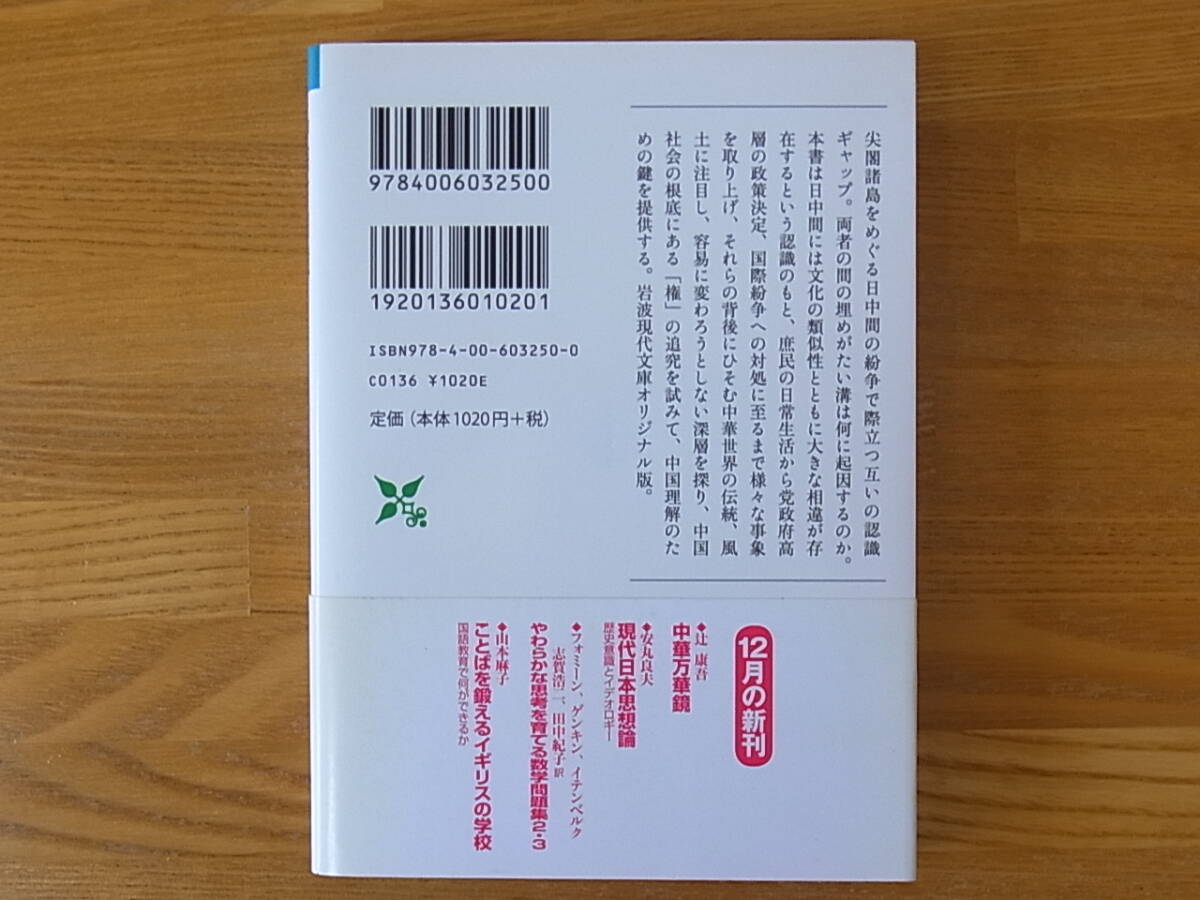 尖閣諸島をめぐる日中間の紛争で際立つ互いの認識
ギャップ。両者の間の埋めがたい溝は何に起因するのか。
本書は日中間には文化の類似性とともに大きな相違が存
在するという認識のもと、庶民の日常生活から党政府高
層の政策決定、国際紛争への対処に至るまで様々な事象
を取り上げ、それらの背後にひそむ中華世界の伝統、風
土に注目し、容易に変わろうとしない深層を探り、中国
社会の根底にある「権」の追究を試みて、中国理解のた
めの鍵を提供する。岩波現代文庫オリジナル版。
9784006032500
1920136010201
ISBN978-4-00-603250-0
C0136 ¥1020E
定価(本体1020円+税)
12月の新刊
◆辻 康吾
中華万華鏡
◆安丸良夫
現代日本思想論
歴史意識とイデオロギー
◆フォミーン、ゲンキン、イテンベルク
志賀浩二、田中紀子 訳
やわらかな思考を育てる数学問題集2・3
◆山本麻子
ことばを鍛えるイギリスの学校
国語教育で何ができるか